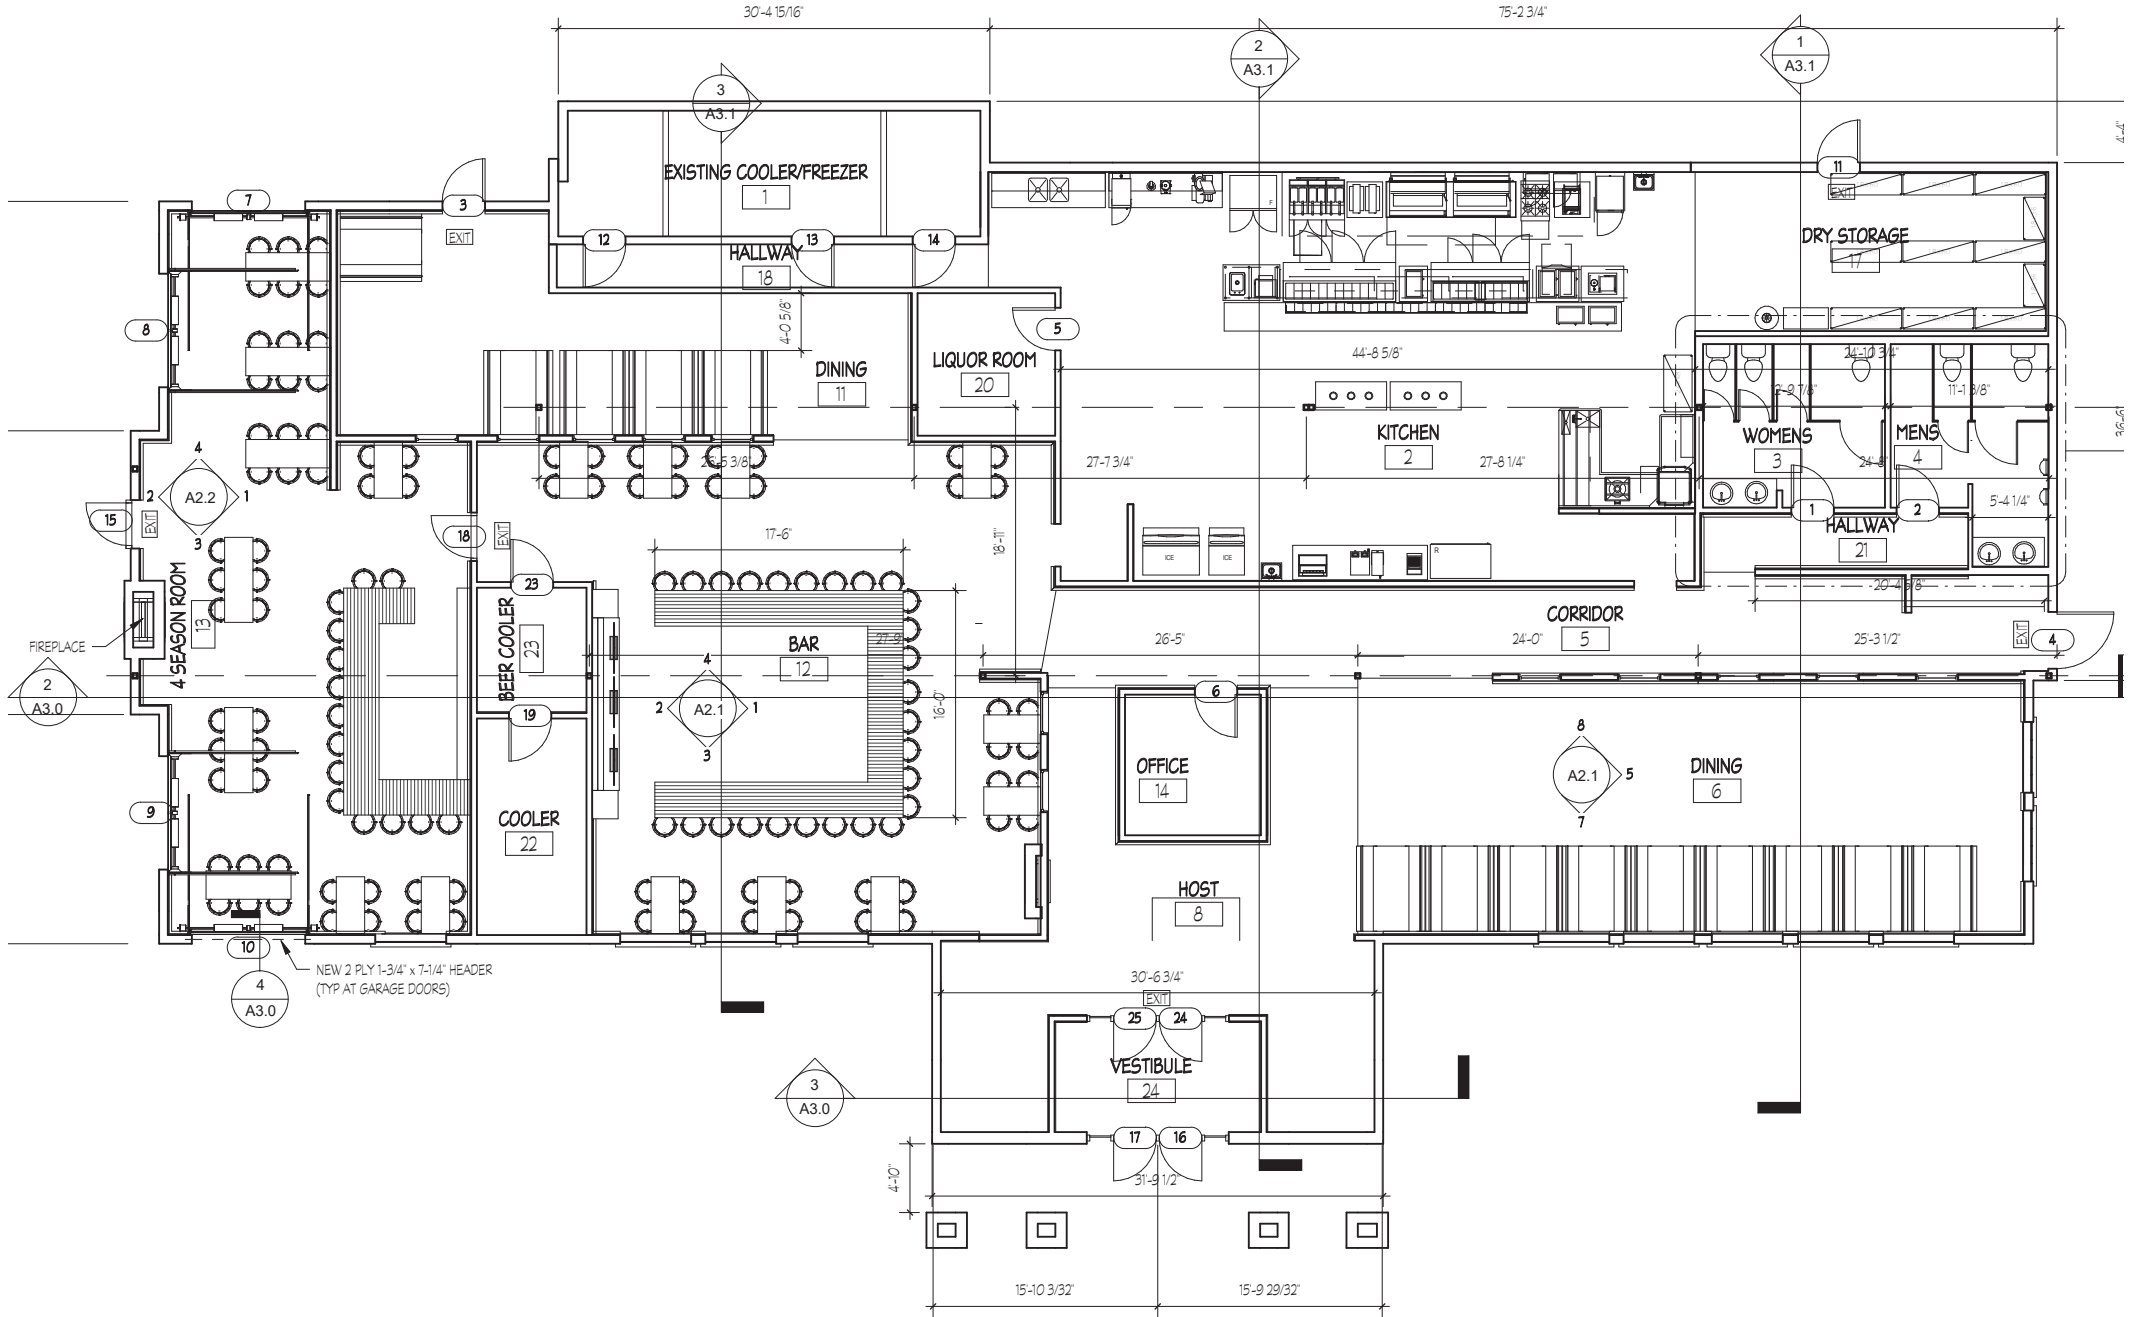 30'-4 15/16"
75'-2 3/4"
2
A3.1
1
A3.1
3
A3.1
4'-4"
EXISTING COOLER/FREEZER
1
11
EXIT
7
3
EXIT
F
DRY STORAGE
17
12
13
14
HALLWAY
18
8
4'-0 5/8"
5
44'-8 5/8"
24'-10 3/4"
DINING
11
LIQUOR ROOM
20
12'-9 7/8"
11'-1 3/8"
36'-6"
KITCHEN
2
WOMENS
3
MENS
4
4
2
A2.2
1
3
26'-5 3/8"
27'-7 3/4"
27'-8 1/4"
24'-8"
5'-4 1/4"
15
EXIT
18
EXIT
17'-6"
18'-11"
1
2
HALLWAY
21
ICE
ICE
R
23
20'-4 5/8"
FIREPLACE
4 SEASON ROOM
13
BEER COOLER
23
BAR
12
27'-9"
26'-5"
CORRIDOR
5
24'-0"
25'-3 1/2"
EXIT
4
2
A3.0
4
2
A2.1
1
3
16'-0"
19
6
OFFICE
14
8
A2.1
5
7
DINING
6
9
COOLER
22
HOST
8
10
NEW 2 PLY 1-3/4" x 7-1/4" HEADER
(TYP AT GARAGE DOORS)
4
A3.0
30'-6 3/4"
EXIT
25
24
VESTIBULE
24
3
A3.0
17
16
31'-9 1/2"
4'-10"
15'-10 3/32"
15'-9 29/32"